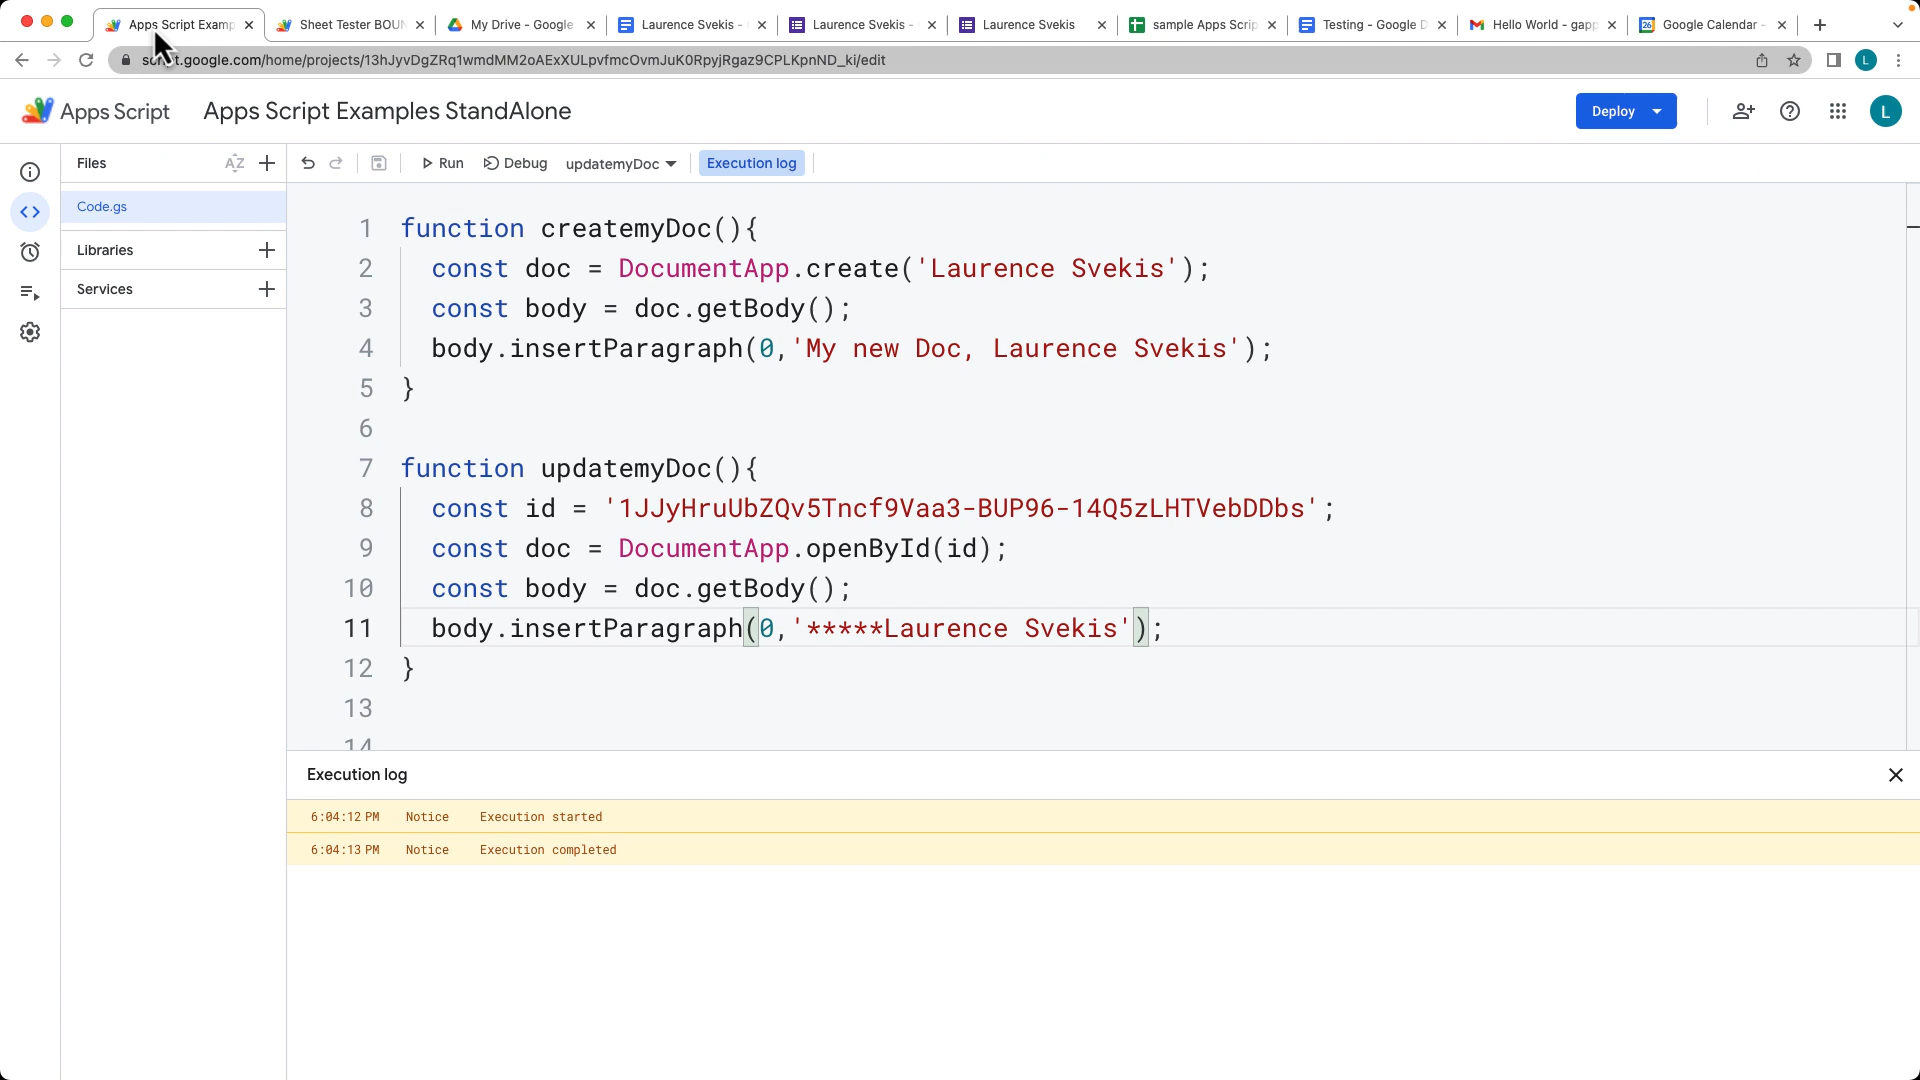 Apps Script Examp
Sheet Tester BOUN
My Drive - Google
Laurence Svekis -
Laurence Svekis -
Laurence Svekis
sample Apps Scrip
Testing - Google D
Hello World - gapp
26
Google Calendar -
script.google.com/home/projects/13hJyvDgZRq1wmdMM2oAExXULpvfmcOvmJuK0RpyjRgaz9CPLKpnND_ki/edit
L
Apps Script
Apps Script Examples StandAlone
Deploy
L
Files
AZ
Run
Debug
updatemyDoc
Execution log
Code.gs
Libraries
Services
1 function createmyDoc(){
2 const doc = DocumentApp.create('Laurence Svekis');
3 const body = doc.getBody();
4 body.insertParagraph(0,'My new Doc, Laurence Svekis');
5 }
6
7 function updatemyDoc(){
8 const id = '1JJyHruUbZQv5Tncf9Vaa3-BUP96-14Q5zLHTVebDDbs';
9 const doc = DocumentApp.openById(id);
10 const body = doc.getBody();
11 body.insertParagraph(0,'*****Laurence Svekis');
12 }
13
14
Execution log
6:04:12 PM Notice Execution started
6:04:13 PM Notice Execution completed